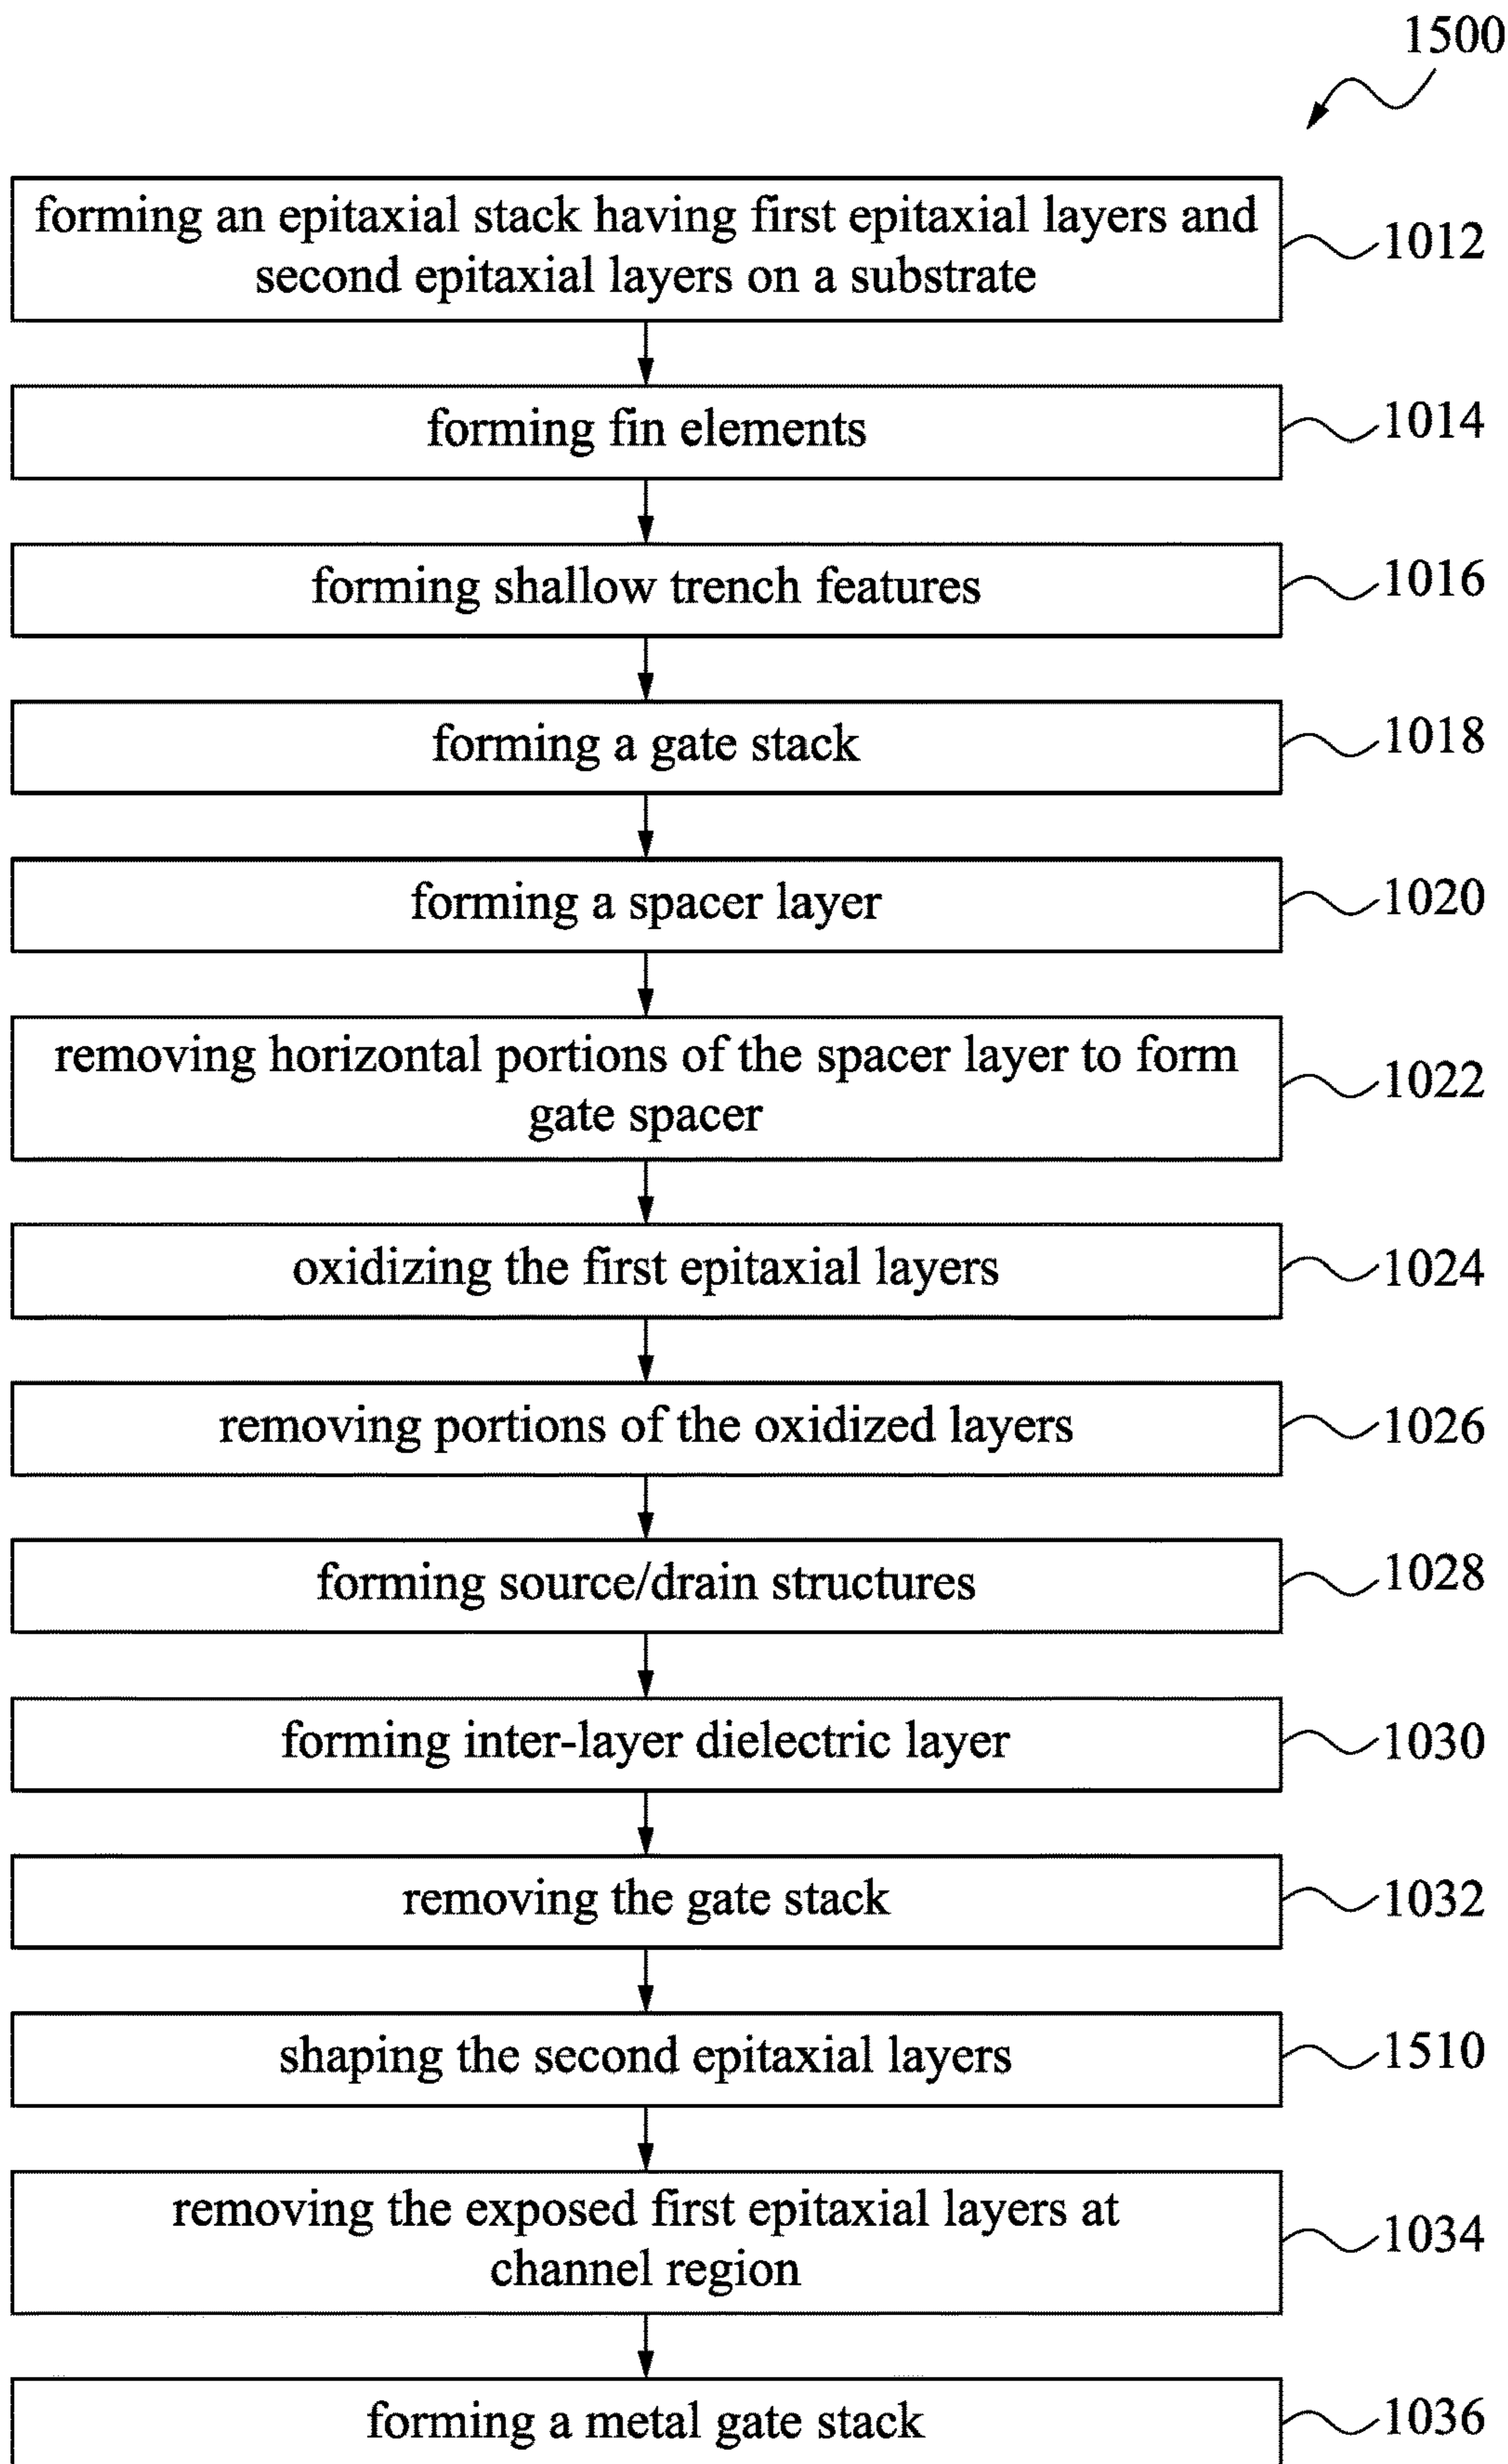 1500
forming an epitaxial stack having first epitaxial layers and
second epitaxial layers on a substrate
1012
forming fin elements
1014
forming shallow trench features
1016
forming a gate stack
1018
forming a spacer layer
1020
removing horizontal portions of the spacer layer to form
gate spacer
1022
oxidizing the first epitaxial layers
1024
removing portions of the oxidized layers
1026
forming source/drain structures
1028
forming inter-layer dielectric layer
1030
removing the gate stack
1032
shaping the second epitaxial layers
1510
removing the exposed first epitaxial layers at
channel region
1034
forming a metal gate stack
1036